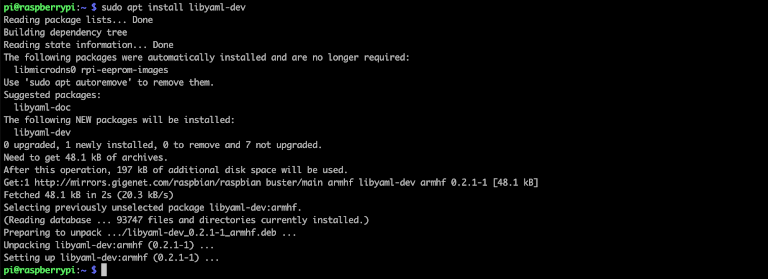 pi@raspberrypi:~ $ sudo apt install libyaml-dev
Reading package lists... Done
Building dependency tree
Reading state information... Done
The following packages were automatically installed and are no longer required:
  libmicrodns0 rpi-eeprom-images
Use 'sudo apt autoremove' to remove them.
Suggested packages:
  libyaml-doc
The following NEW packages will be installed:
  libyaml-dev
0 upgraded, 1 newly installed, 0 to remove and 7 not upgraded.
Need to get 48.1 kB of archives.
After this operation, 197 kB of additional disk space will be used.
Get:1 http://mirrors.gigenet.com/raspbian/raspbian buster/main armhf libyaml-dev armhf 0.2.1-1 [48.1 kB]
Fetched 48.1 kB in 2s (20.3 kB/s)
Selecting previously unselected package libyaml-dev:armhf.
(Reading database ... 93747 files and directories currently installed.)
Preparing to unpack .../libyaml-dev_0.2.1-1_armhf.deb ...
Unpacking libyaml-dev:armhf (0.2.1-1) ...
Setting up libyaml-dev:armhf (0.2.1-1) ...
pi@raspberrypi:~ $